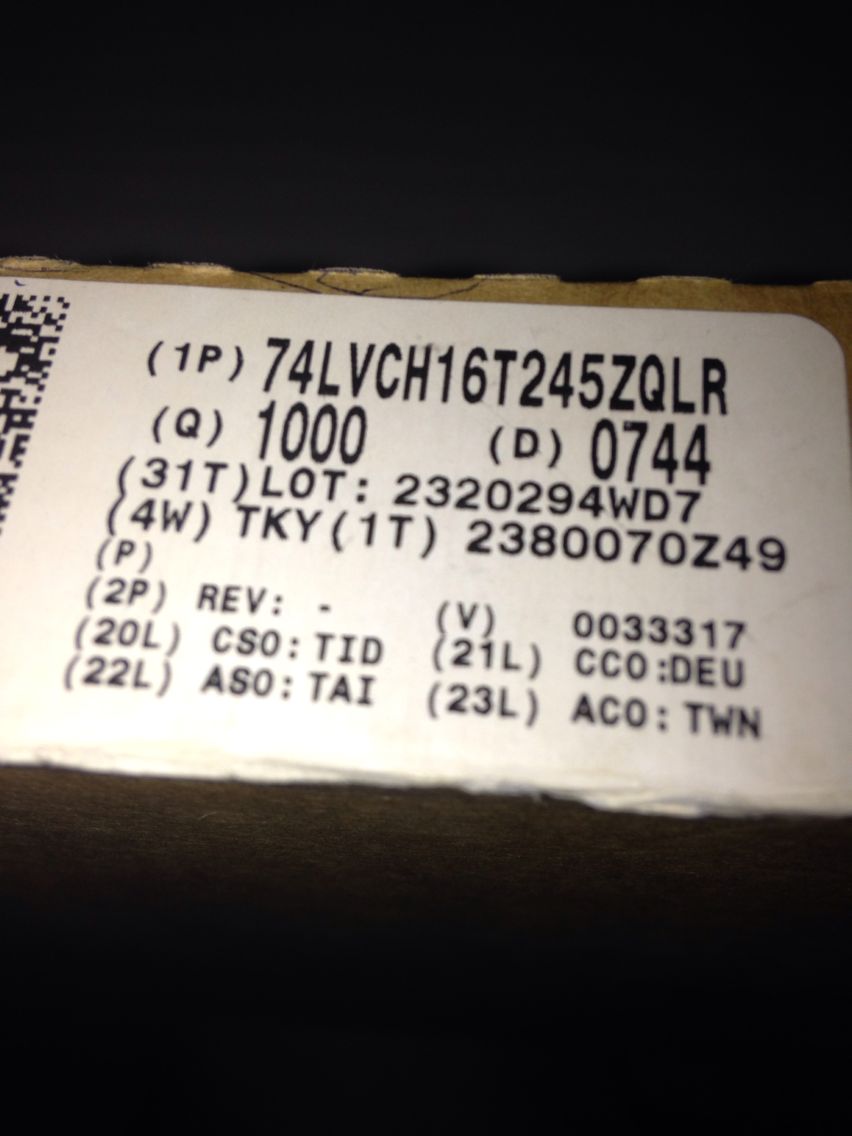 (1P) 74LVCH16T245ZQLR
(Q) 1000 (D) 0744
(31T)LOT: 2320294WD7
(4W) TKY(1T) 2380070Z49
(P)
(2P) REV: - (V) 0033317
(20L) CSO:TID (21L) CCO:DEU
(22L) ASO:TAI (23L) ACO:TWN